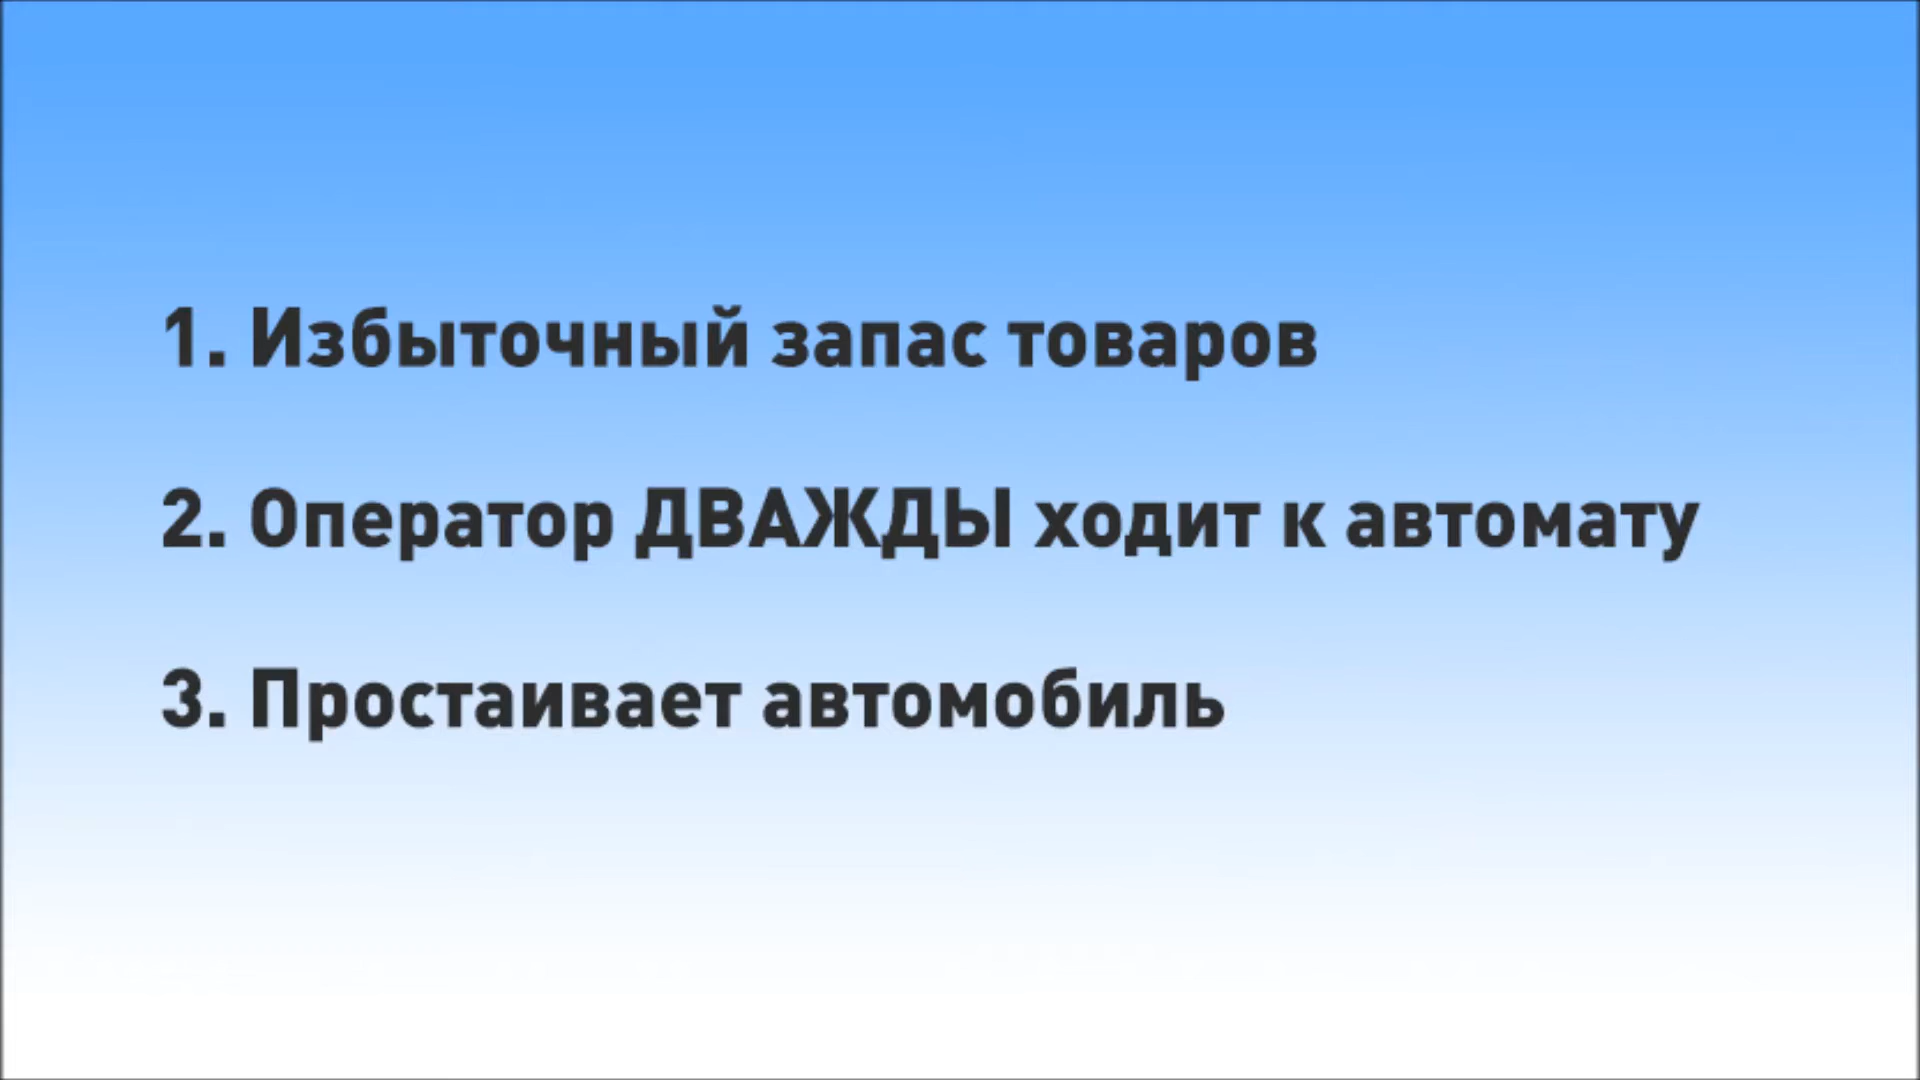 1. Избыточный запас товаров
2. Оператор ДВАЖДЫ ходит к автомату
3. Простаивает автомобиль